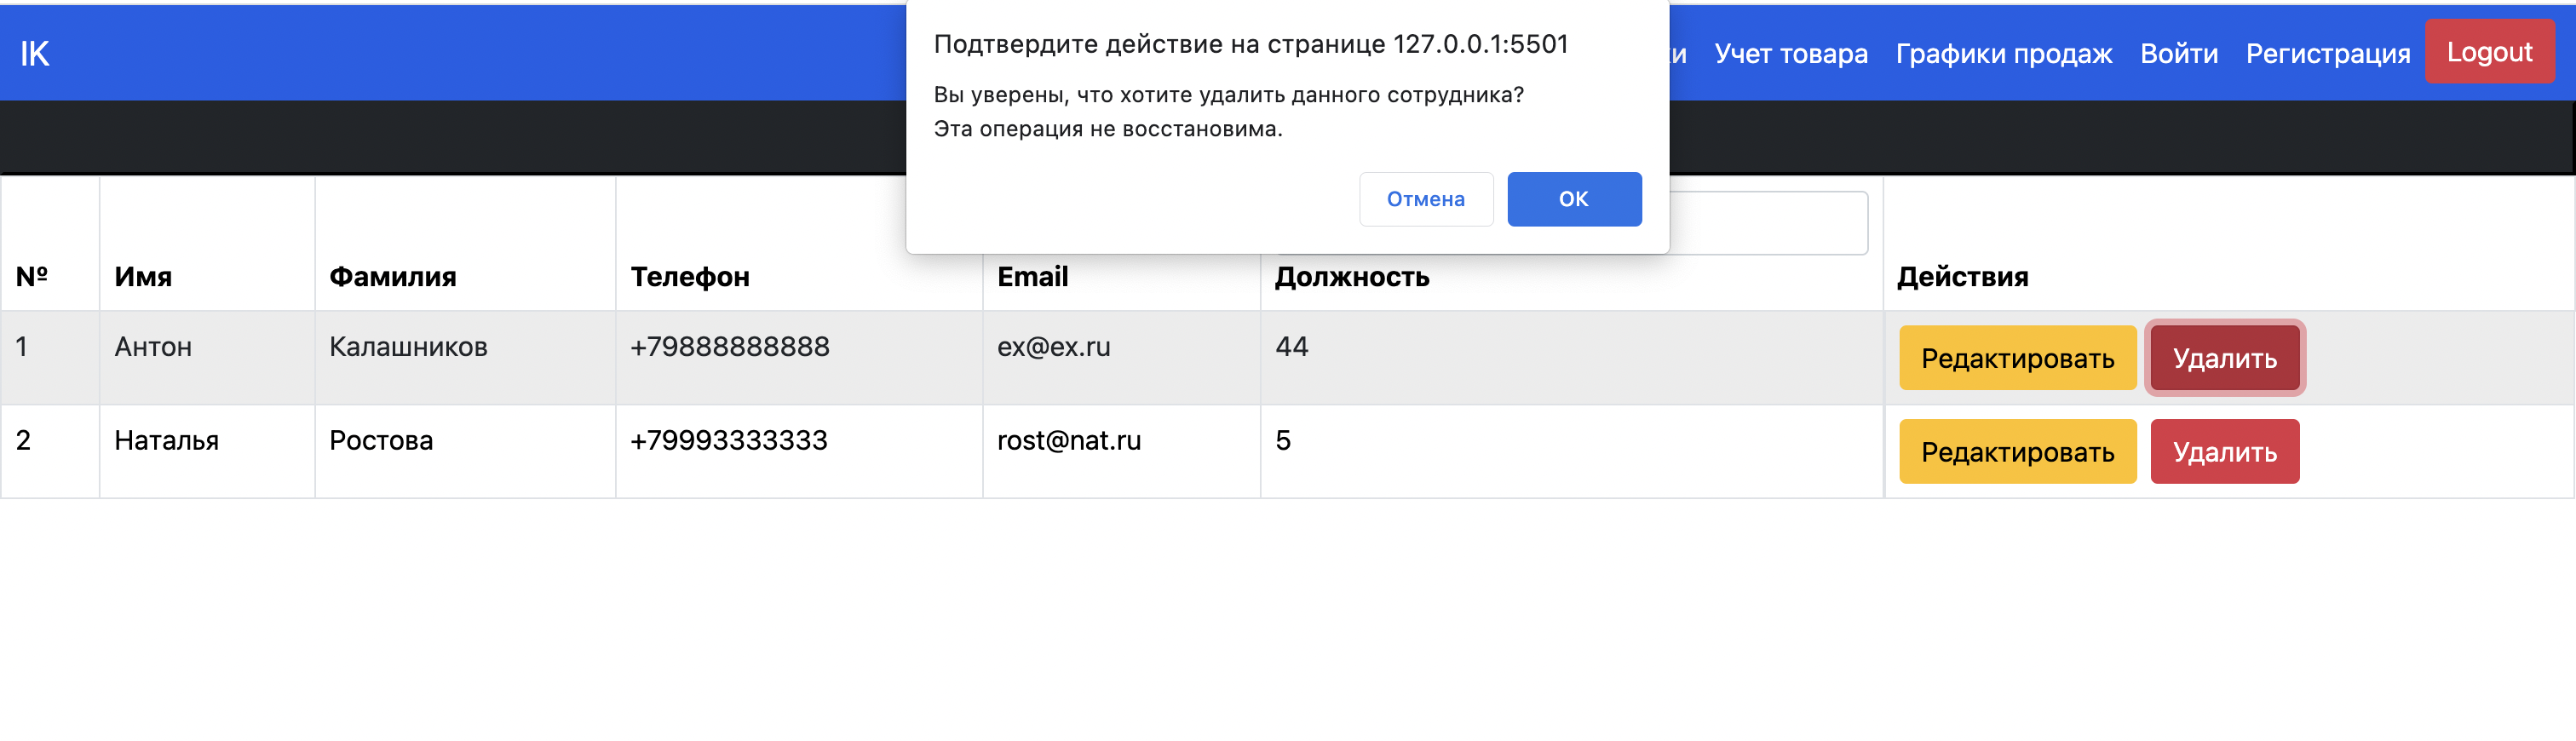 IK
Учет товара Графики продаж Войти Регистрация Logout
Подтвердите действие на странице 127.0.0.1:5501
Вы уверены, что хотите удалить данного сотрудника?
Эта операция не восстановима.
Отмена ОК
№ Имя Фамилия Телефон Email Должность Действия
1 Антон Калашников +79888888888 ex@ex.ru 44 Редактировать Удалить
2 Наталья Ростова +79993333333 rost@nat.ru 5 Редактировать Удалить